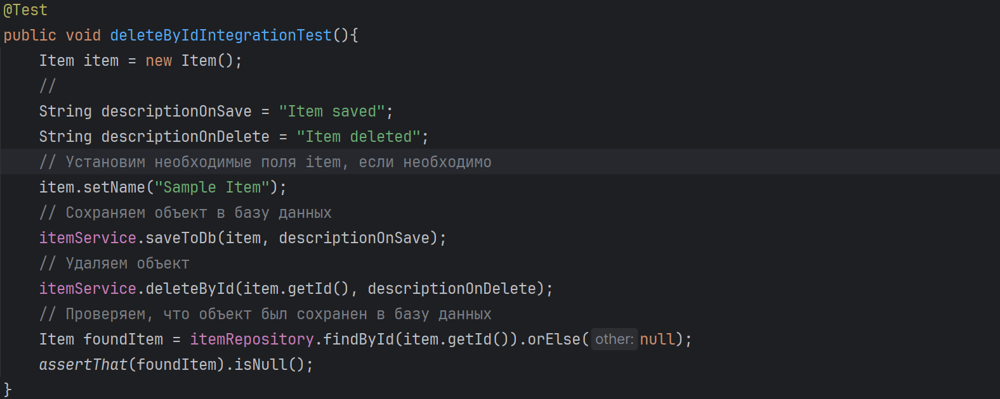 @Test
public void deleteByIdIntegrationTest(){
    Item item = new Item();
    //
    String descriptionOnSave = "Item saved";
    String descriptionOnDelete = "Item deleted";
    // Установим необходимые поля item, если необходимо
    item.setName("Sample Item");
    // Сохраняем объект в базу данных
    itemService.saveToDb(item, descriptionOnSave);
    // Удаляем объект
    itemService.deleteById(item.getId(), descriptionOnDelete);
    // Проверяем, что объект был сохранен в базу данных
    Item foundItem = itemRepository.findById(item.getId()).orElse( other: null);
    assertThat(foundItem).isNull();
}